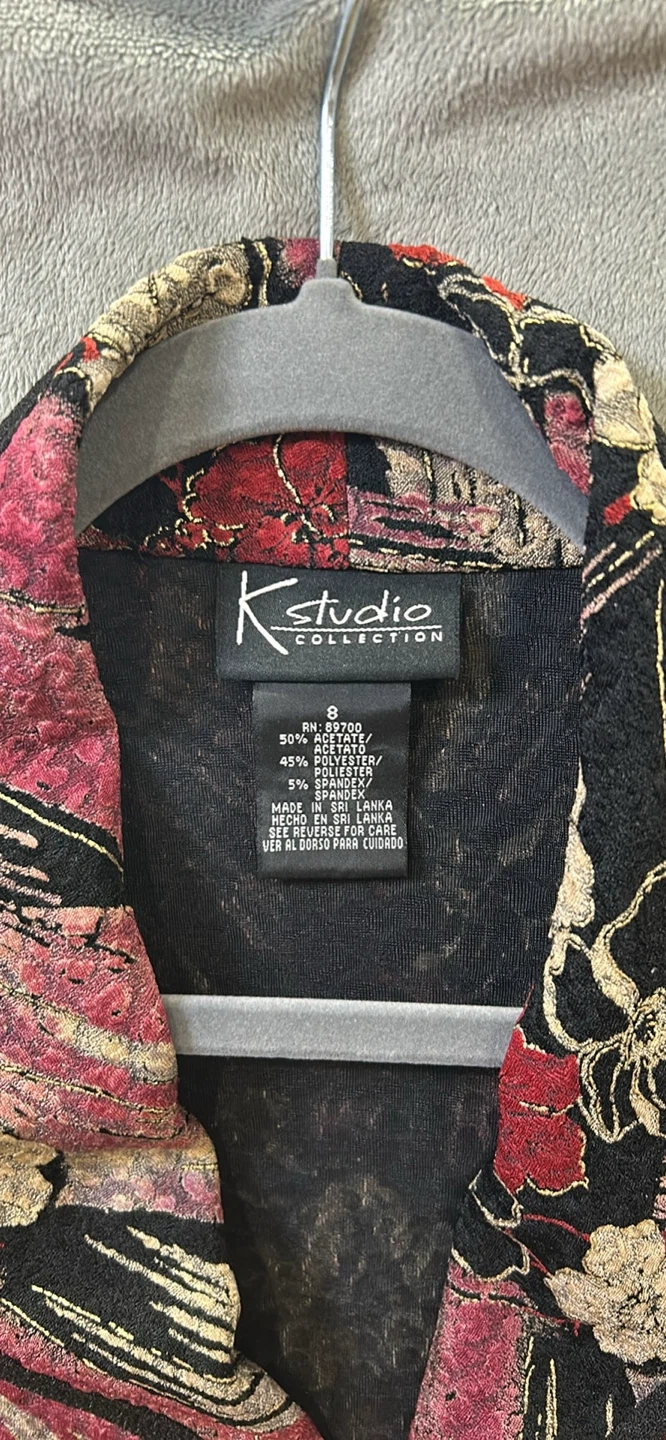 K studio
COLLECTION
8
RN: 89700
50% ACETATE/
ACETATO
45% POLYESTER/
POLIESTER
5% SPANDEX/
SPANDEX
MADE IN SRI LANKA
HECHO EN SRI LANKA
SEE REVERSE FOR CARE
VER AL DORSO PARA CUIDADO